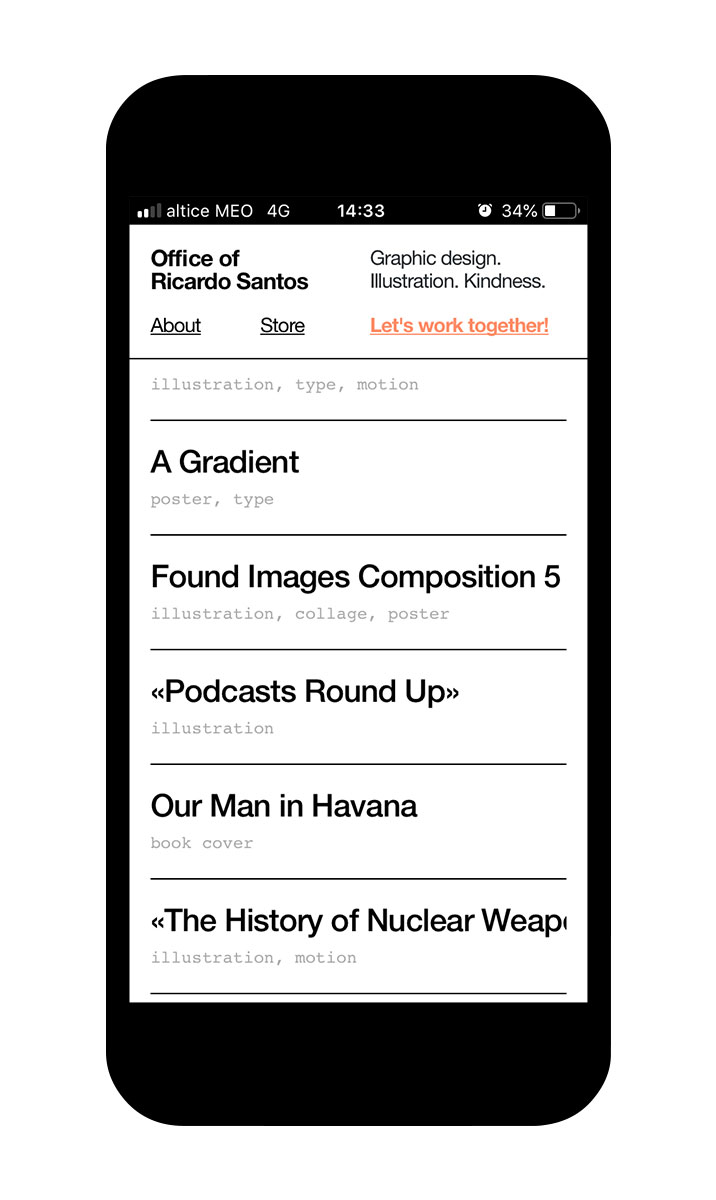 altice MEO 4G 14:33 34%
Office of
Ricardo Santos
Graphic design.
Illustration. Kindness.
About Store Let's work together!
illustration, type, motion
A Gradient
poster, type
Found Images Composition 5
illustration, collage, poster
«Podcasts Round Up»
illustration
Our Man in Havana
book cover
«The History of Nuclear
illustration, motion